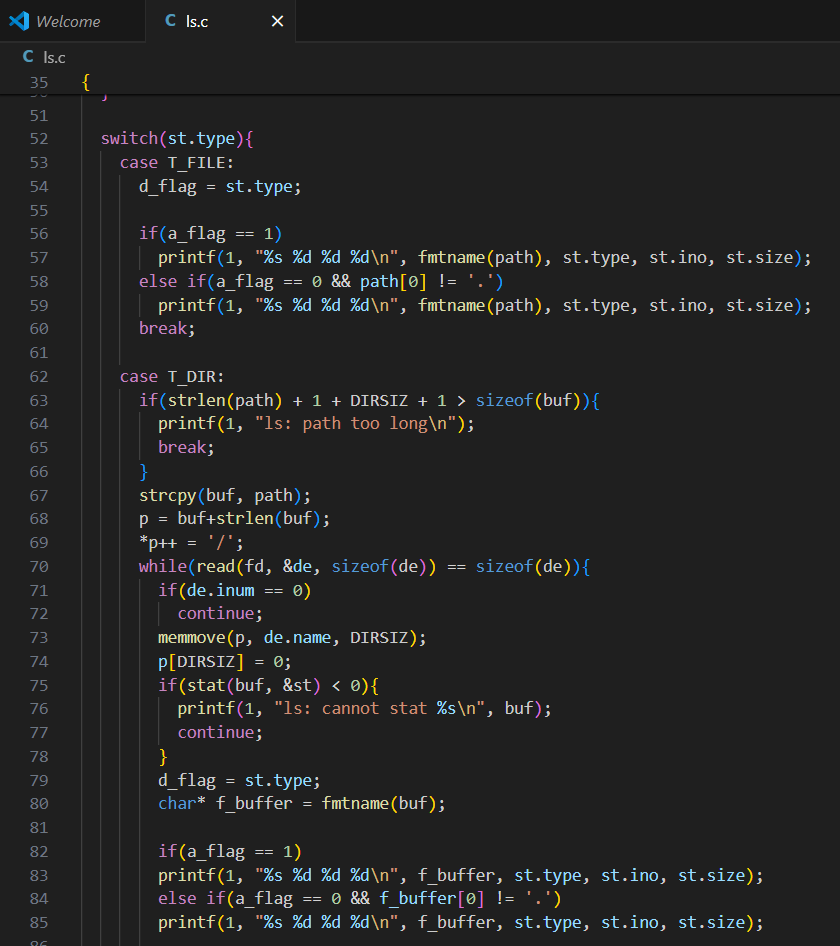 Welcome
C ls.c ×
C ls.c
35 {
51
52 switch(st.type){
53 case T_FILE:
54 d_flag = st.type;
55
56 if(a_flag == 1)
57 printf(1, "%s %d %d %d\n", fmtname(path), st.type, st.ino, st.size);
58 else if(a_flag == 0 && path[0] != '.')
59 printf(1, "%s %d %d %d\n", fmtname(path), st.type, st.ino, st.size);
60 break;
61
62 case T_DIR:
63 if(strlen(path) + 1 + DIRSIZ + 1 > sizeof(buf)){
64 printf(1, "ls: path too long\n");
65 break;
66 }
67 strcpy(buf, path);
68 p = buf+strlen(buf);
69 *p++ = '/';
70 while(read(fd, &de, sizeof(de)) == sizeof(de)){
71 if(de.inum == 0)
72 continue;
73 memmove(p, de.name, DIRSIZ);
74 p[DIRSIZ] = 0;
75 if(stat(buf, &st) < 0){
76 printf(1, "ls: cannot stat %s\n", buf);
77 continue;
78 }
79 d_flag = st.type;
80 char* f_buffer = fmtname(buf);
81
82 if(a_flag == 1)
83 printf(1, "%s %d %d %d\n", f_buffer, st.type, st.ino, st.size);
84 else if(a_flag == 0 && f_buffer[0] != '.')
85 printf(1, "%s %d %d %d\n", f_buffer, st.type, st.ino, st.size);